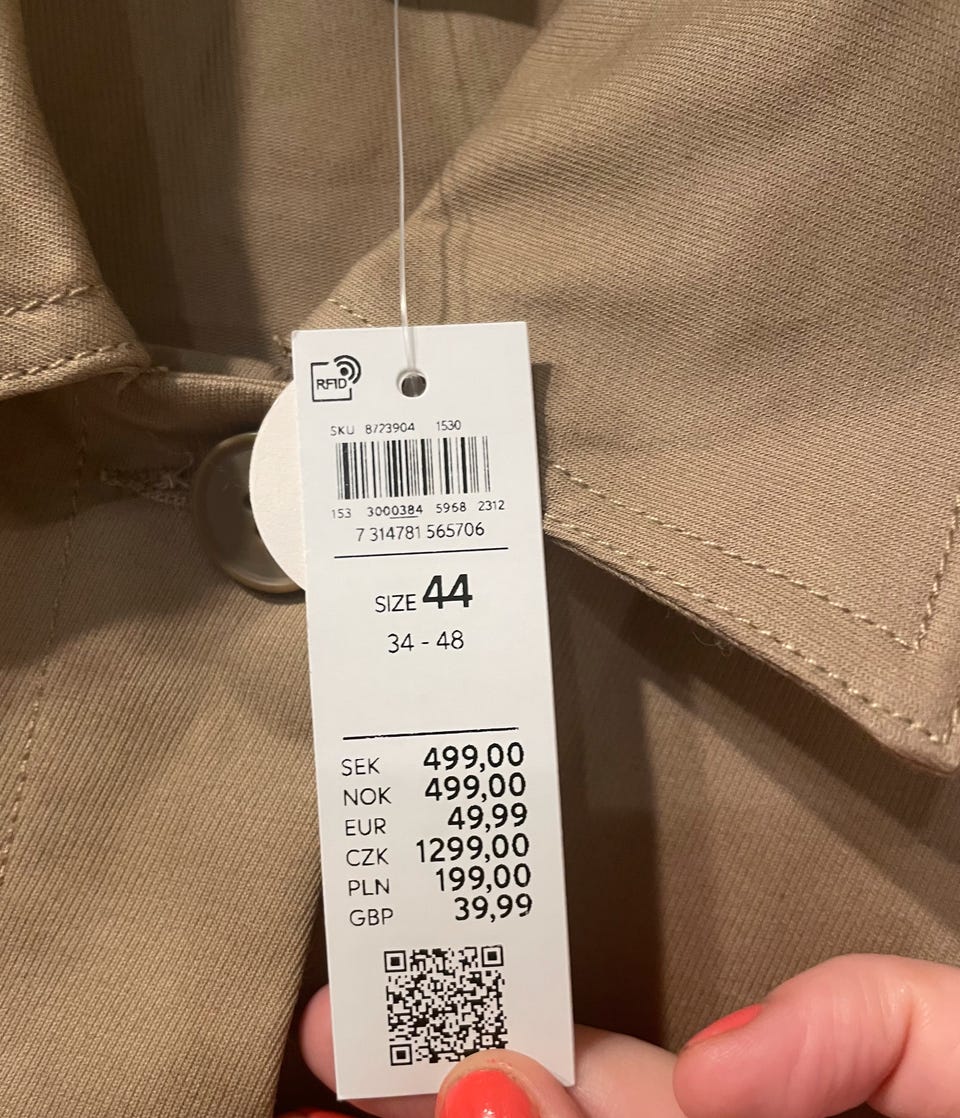 RFID
SKU 8723904 1530
153 3000384 5968 2312
7 314781 565706
SIZE 44
34 - 48
SEK 499,00
NOK 499,00
EUR 49,99
CZK 1299,00
PLN 199,00
GBP 39,99